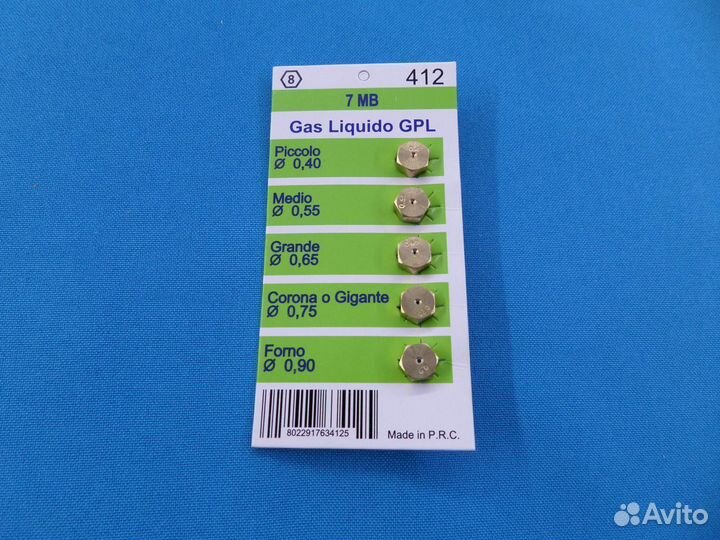 8
412
7 MB
Gas Liquido GPL
Piccolo
Ø 0,40
Medio
Ø 0,55
Grande
Ø 0,65
Corona o Gigante
Ø 0,75
Forno
Ø 0,90
8022917634125
Made in P.R.C.
Avito